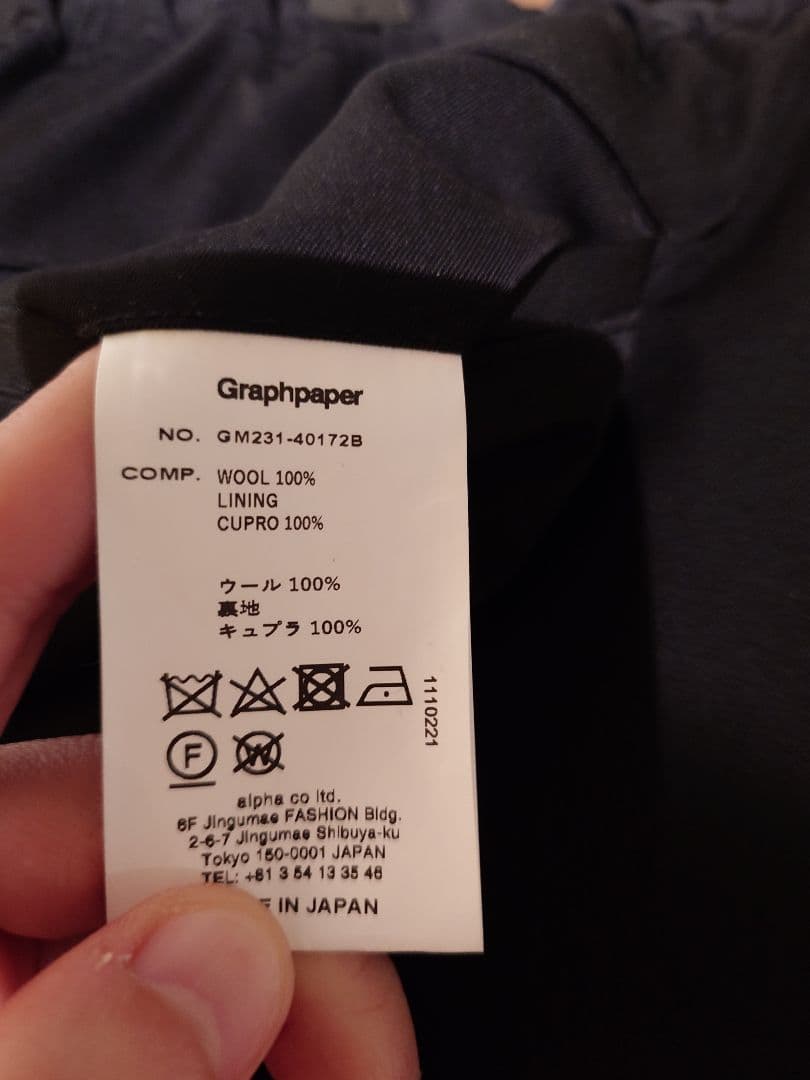 Graphpaper
NO. GM231-40172B
COMP. WOOL 100%
LINING
CUPRO 100%
ウール 100%
裏地
キュプラ 100%
1110221
F W
alpha co ltd.
6F Jingumae FASHION Bldg.
2-6-7 Jingumae Shibuya-ku
Tokyo 150-0001 JAPAN
TEL: +81 3 54 13 35 46
IN JAPAN